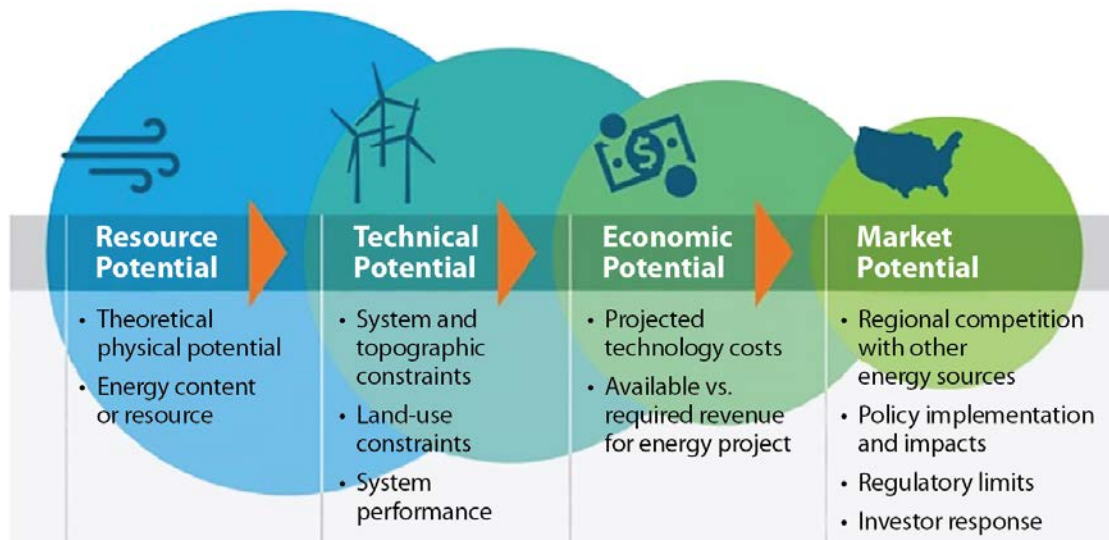 Resource
Potential
• Theoretical
physical potential
• Energy content
or resource
Technical
Potential
• System and
topographic
constraints
• Land-use
constraints
• System
performance
Economic
Potential
• Projected
technology costs
• Available vs.
required revenue
for energy project
Market
Potential
• Regional competition
with other
energy sources
• Policy implementation
and impacts
• Regulatory limits
• Investor response
$